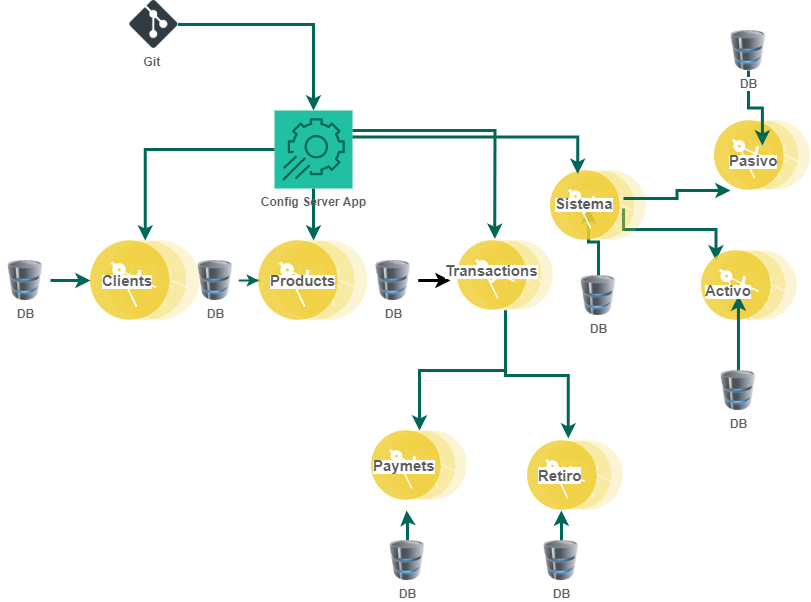 Git
DB
Pasivo
Config Server App
Sistema
Clients
Products
Transactions
Activo
DB
DB
DB
DB
DB
Paymets
Retiro
DB
DB